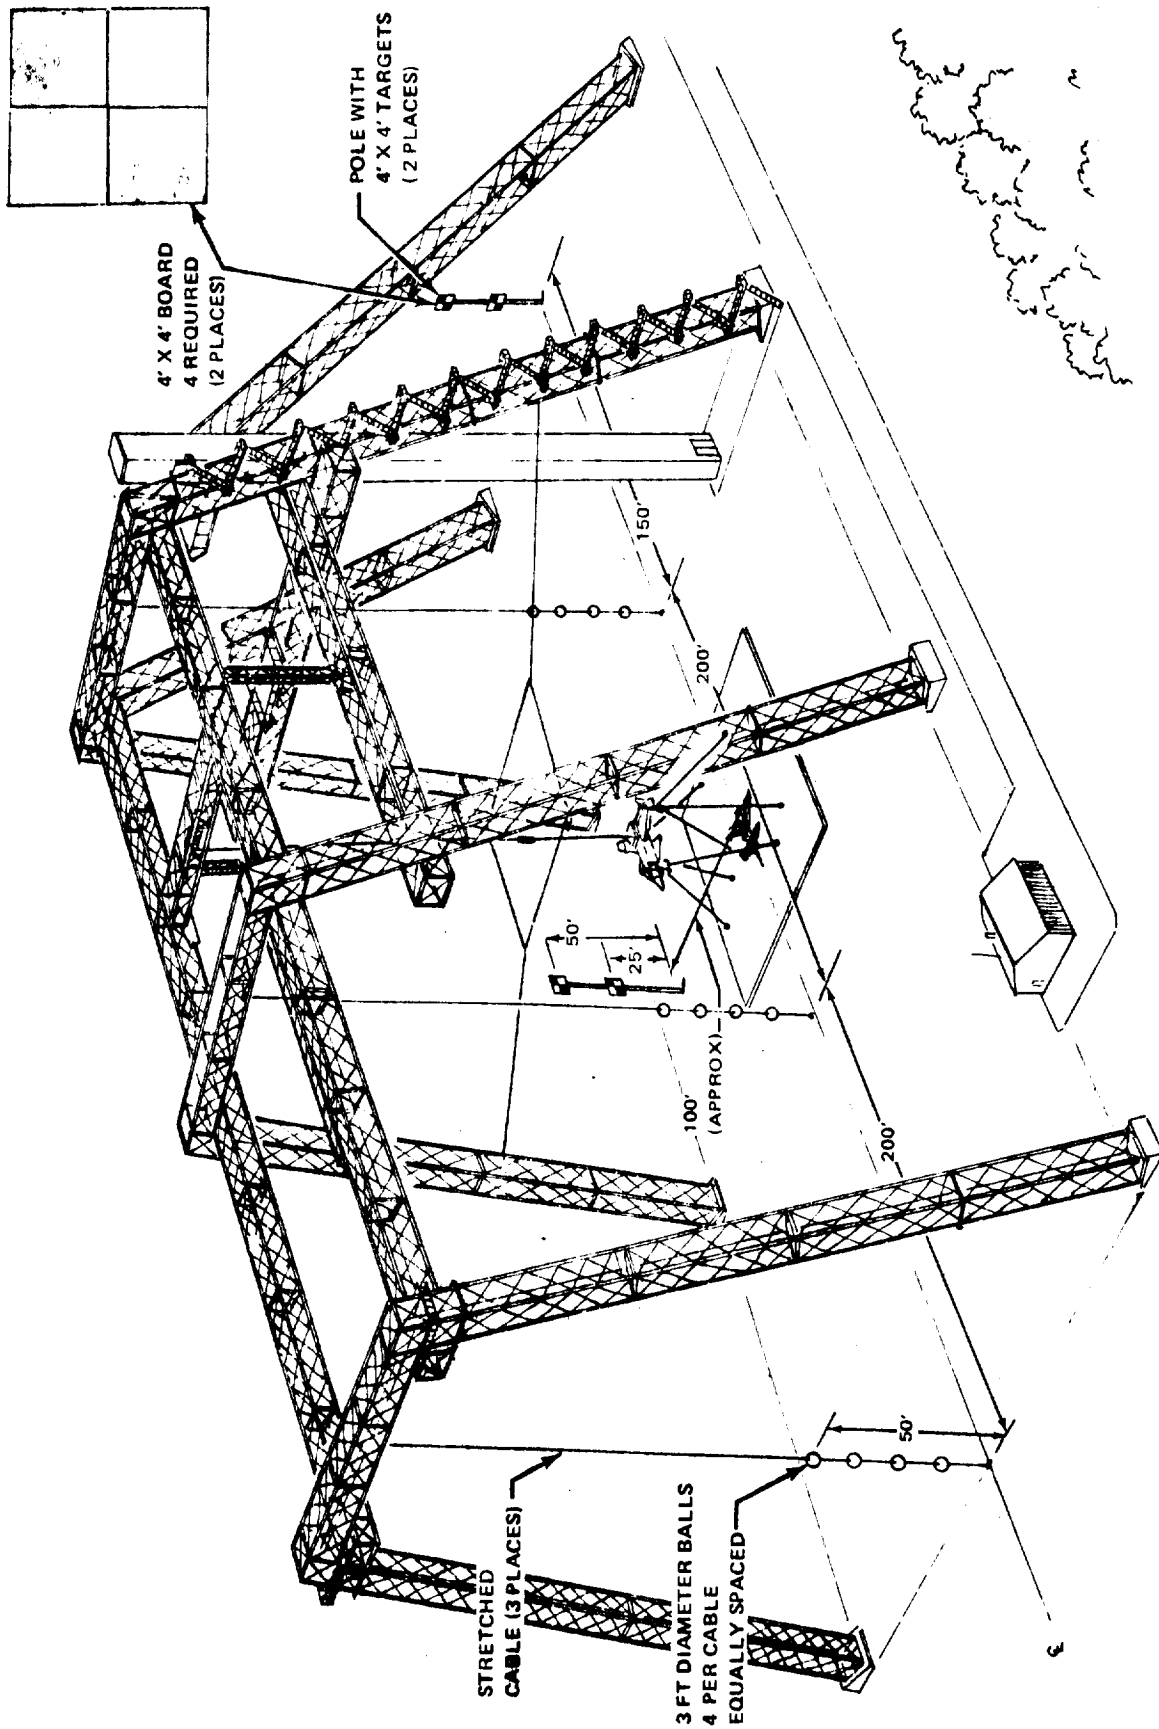 4' X 4' BOARD
4 REQUIRED
(2 PLACES)
POLE WITH
4' X 4' TARGETS
(2 PLACES)
150'
200'
50'
25'
100'
(APPROX)
200'
50'
STRETCHED
CABLE (3 PLACES)
3 FT DIAMETER BALLS
4 PER CABLE
EQUALLY SPACED